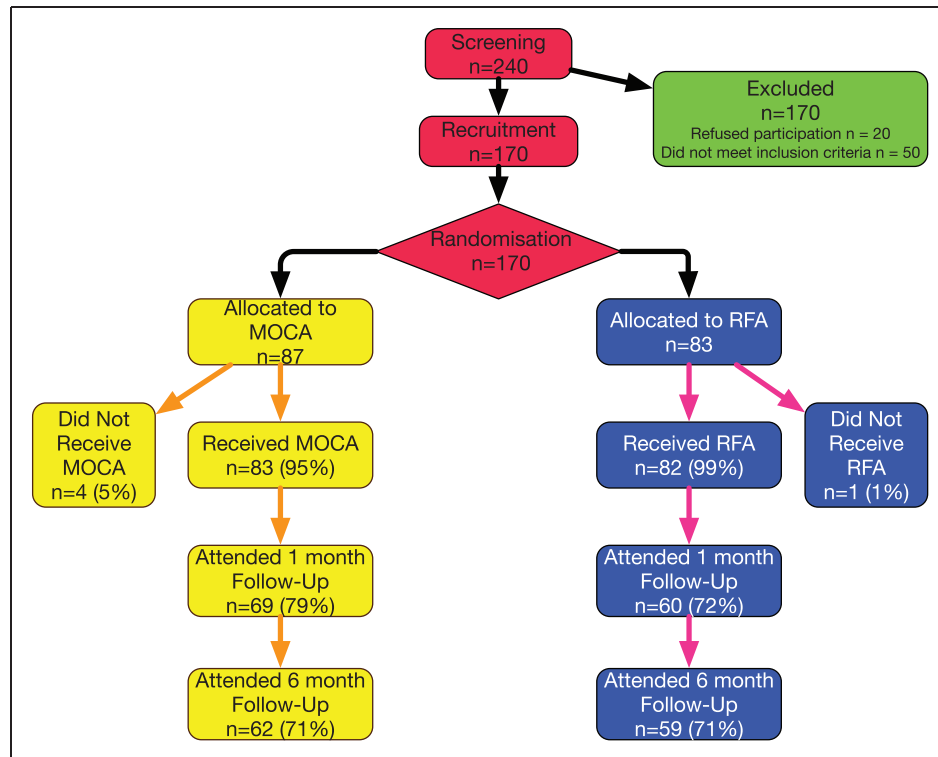 Screening
n=240
Excluded
n=170
Refused participation n = 20
Did not meet inclusion criteria n = 50
Recruitment
n=170
Randomisation
n=170
Allocated to
MOCA
n=87
Allocated to RFA
n=83
Did Not
Receive
MOCA
n=4 (5%)
Received MOCA
n=83 (95%)
Received RFA
n=82 (99%)
Did Not
Receive
RFA
n=1 (1%)
Attended 1 month
Follow-Up
n=69 (79%)
Attended 1 month
Follow-Up
n=60 (72%)
Attended 6 month
Follow-Up
n=62 (71%)
Attended 6 month
Follow-Up
n=59 (71%)